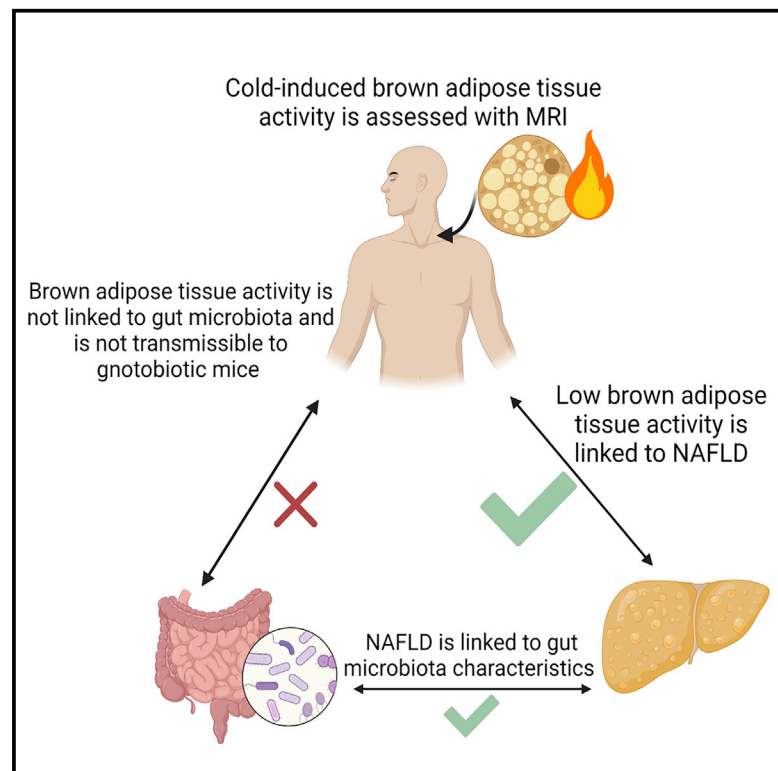 Cold-induced brown adipose tissue
activity is assessed with MRI
Brown adipose tissue activity is
not linked to gut microbiota and
is not transmissible to
gnotobiotic mice
Low brown adipose
tissue activity is
linked to NAFLD
NAFLD is linked to gut
microbiota characteristics